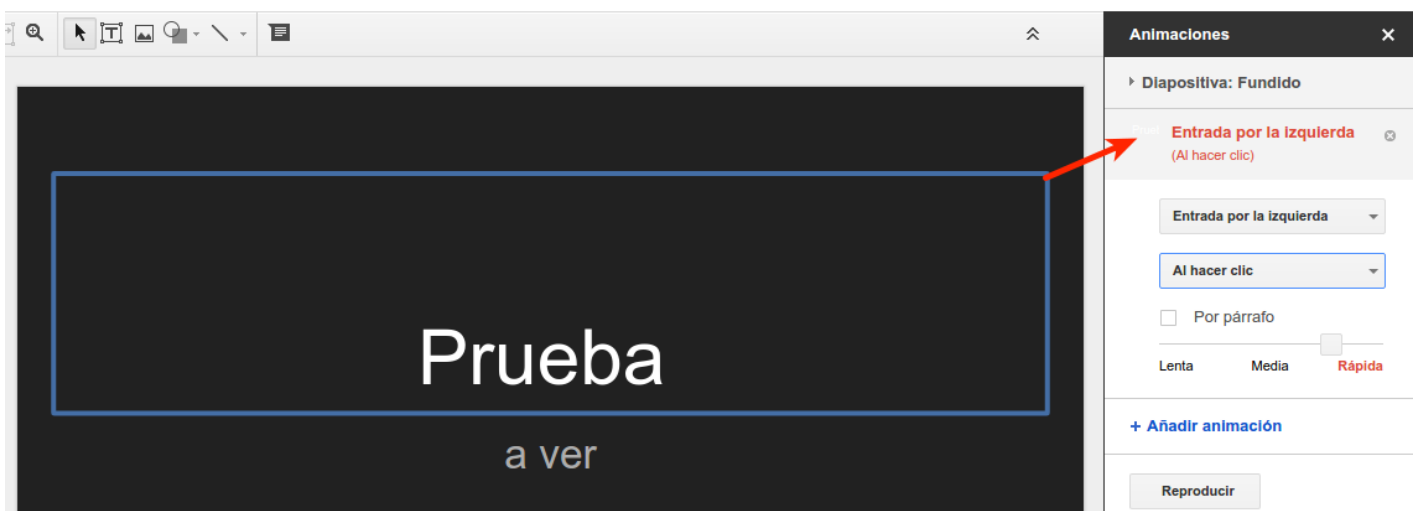 Animaciones
Diapositiva: Fundido
Entrada por la izquierda
(Al hacer clic)
Entrada por la izquierda
Al hacer clic
Por párrafo
Lenta Media Rápida
+ Añadir animación
Reproducir
Prueba
a ver